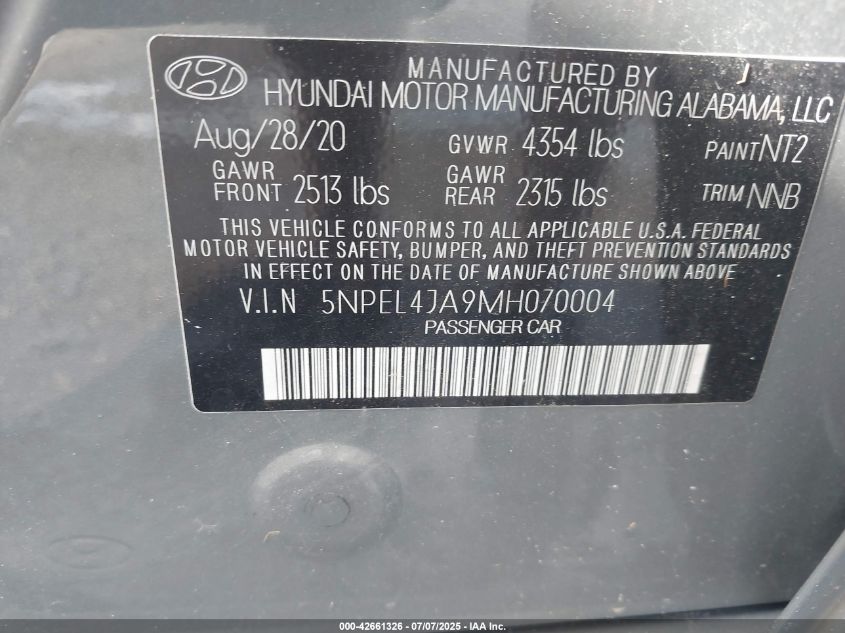 MANUFACTURED BY
HYUNDAI MOTOR MANUFACTURING ALABAMA, LLC
Aug/28/20 GVWR 4354 lbs PAINT NT2
GAWR FRONT 2513 lbs GAWR REAR 2315 lbs TRIM NNB
THIS VEHICLE CONFORMS TO ALL APPLICABLE U.S.A. FEDERAL
MOTOR VEHICLE SAFETY, BUMPER, AND THEFT PREVENTION STANDARDS
IN EFFECT ON THE DATE OF MANUFACTURE SHOWN ABOVE
V.I.N 5NPEL4JA9MH070004
PASSENGER CAR
000-42661326 - 07/07/2025 - IAA Inc.